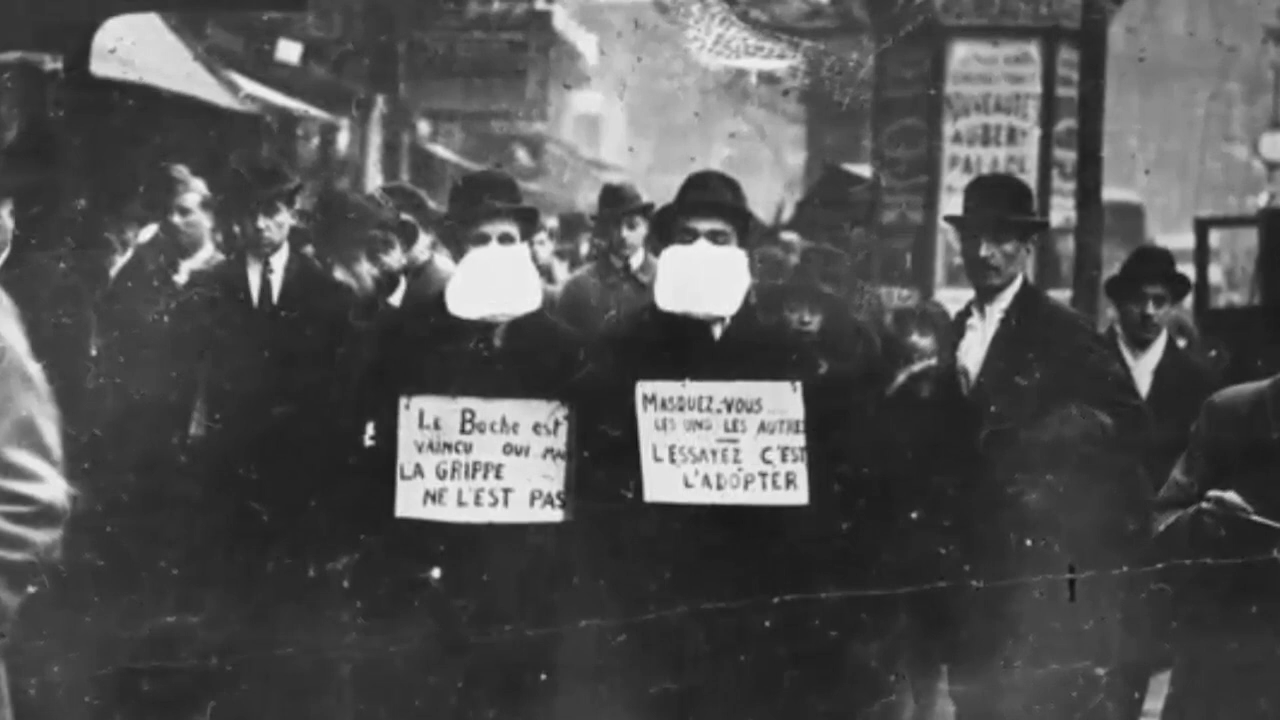 Le Boche est
VAINCU OUI MAI
LA GRIPPE
NE L'EST PAS
MASQUEZ-VOUS....
LES UNS LES AUTRES
L'ESSAYEZ C'EST
L'ADOPTER
NOUVEAUTÉ
AUBERT
PALACE